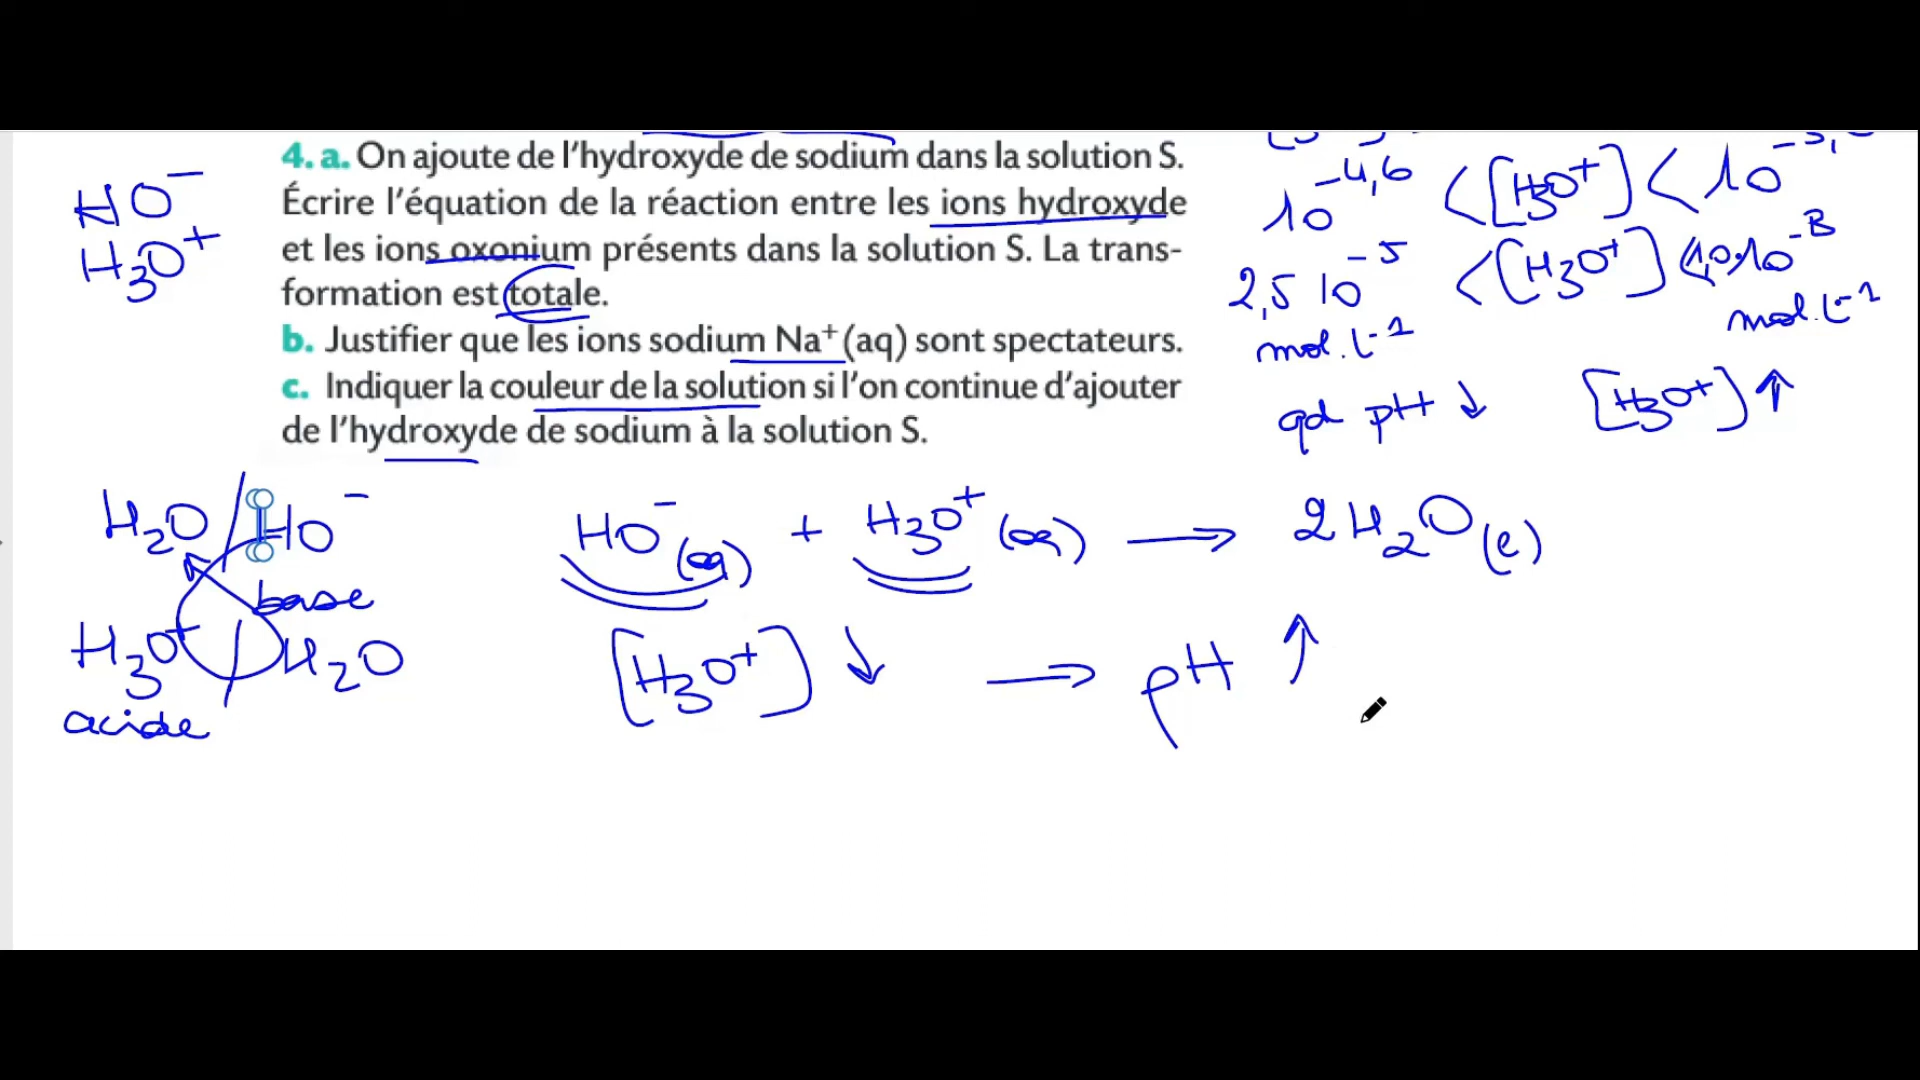 4. a. On ajoute de l'hydroxyde de sodium dans la solution S.
Écrire l'équation de la réaction entre les ions hydroxyde
et les ions oxonium présents dans la solution S. La trans-
formation est totale.
b. Justifier que les ions sodium Na⁺(aq) sont spectateurs.
c. Indiquer la couleur de la solution si l'on continue d'ajouter
de l'hydroxyde de sodium à la solution S.
HO⁻
H₃O⁺
10⁻⁴,⁶ < [H₃O⁺] < 10
2,5 10⁻⁵ < [H₃O⁺] < 1,0.10
mol.L⁻¹ mol.L⁻¹
qd pH ↓ [H₃O⁺] ↑
H₂O / HO⁻
base
H₃O⁺ / H₂O
acide
HO⁻(aq) + H₃O⁺(aq) → 2H₂O(l)
[H₃O⁺] ↓ → pH ↑